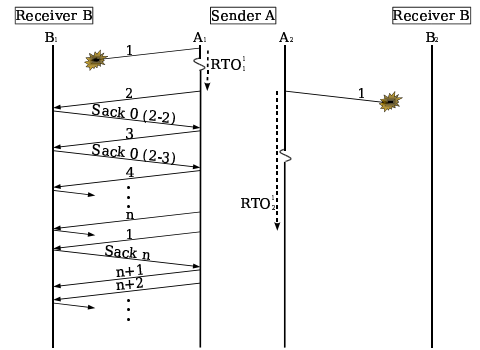 Receiver B Sender A Receiver B
B1 A1 A2 B2
1
RTO11
2
1
Sack 0 (2-2)
3
Sack 0 (2-3)
4
RTO12
n
1
Sack n
n+1
n+2